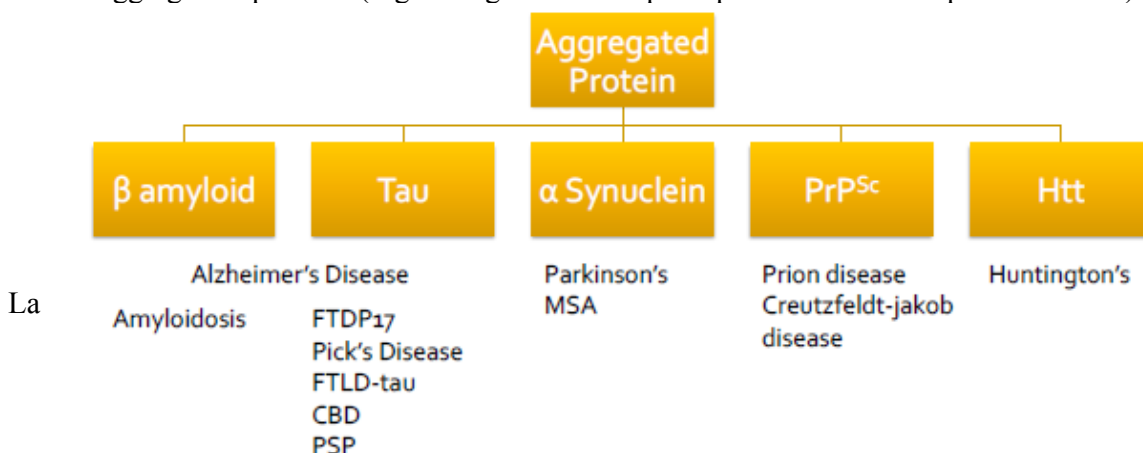 Aggregated
Protein
β amyloid
Tau
α Synuclein
PrPSc
Htt
Alzheimer's Disease
Amyloidosis
FTDP17
Pick's Disease
FTLD-tau
CBD
PSP
Parkinson's
MSA
Prion disease
Creutzfeldt-jakob
disease
Huntington's
La